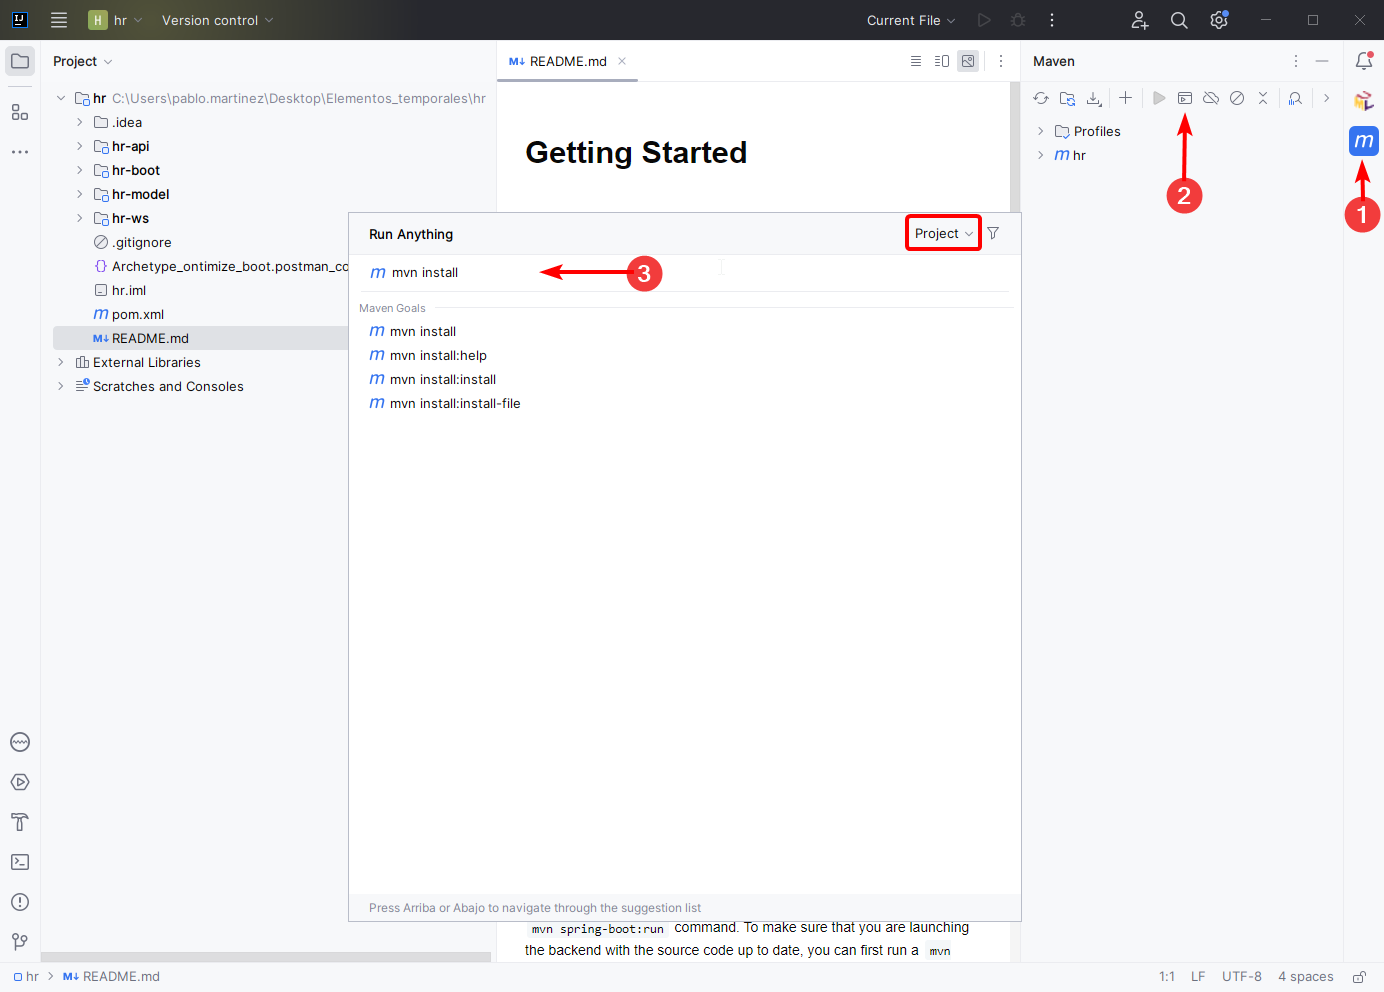 H hr Version control Current File
Project
hr C:\Users\pablo.martinez\Desktop\Elementos_temporales\hr
.idea
hr-api
hr-boot
hr-model
hr-ws
.gitignore
Archetype_ontimize_boot.postman_co
hr.iml
m pom.xml
M↓ README.md
External Libraries
Scratches and Consoles
M↓ README.md
Getting Started
Run Anything Project
m mvn install
3
Maven Goals
m mvn install
m mvn install:help
m mvn install:install
m mvn install:install-file
Press Arriba or Abajo to navigate through the suggestion list
mvn spring-boot:run command. To make sure that you are launching
the backend with the source code up to date, you can first run a mvn
Maven
Profiles
m hr
2
m
1
hr > M↓ README.md 1:1 LF UTF-8 4 spaces